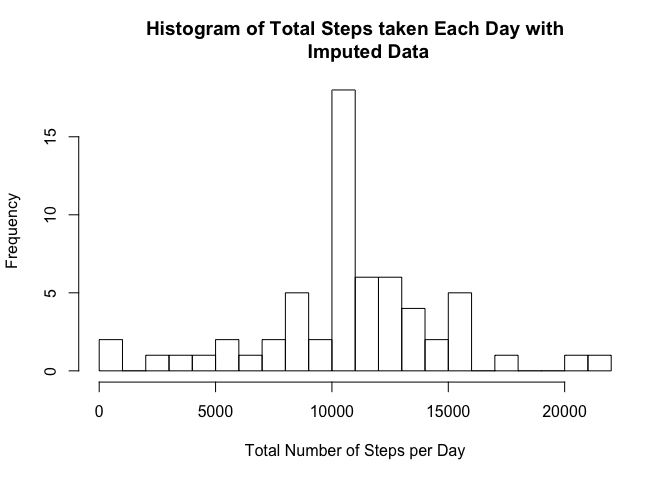 Histogram of Total Steps taken Each Day with
Imputed Data
Frequency
15
10
5
0
0 5000 10000 15000 20000
Total Number of Steps per Day